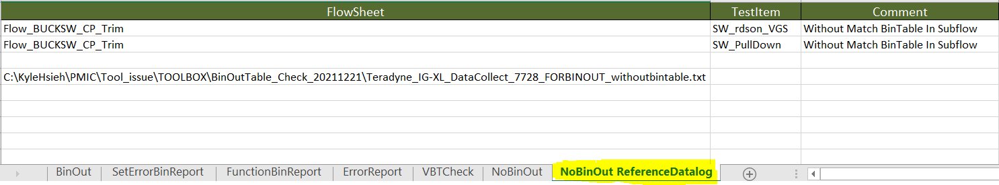 FlowSheet TestItem Comment
Flow_BUCKSW_CP_Trim SW_rdson_VGS Without Match BinTable In Subflow
Flow_BUCKSW_CP_Trim SW_PullDown Without Match BinTable In Subflow
C:\KyleHsieh\PMIC\Tool_issue\TOOLBOX\BinOutTable_Check_20211221\Teradyne_IG-XL_DataCollect_7728_FORBINOUT_withoutbintable.txt
BinOut SetErrorBinReport FunctionBinReport ErrorReport VBTCheck NoBinOut NoBinOut ReferenceDatalog